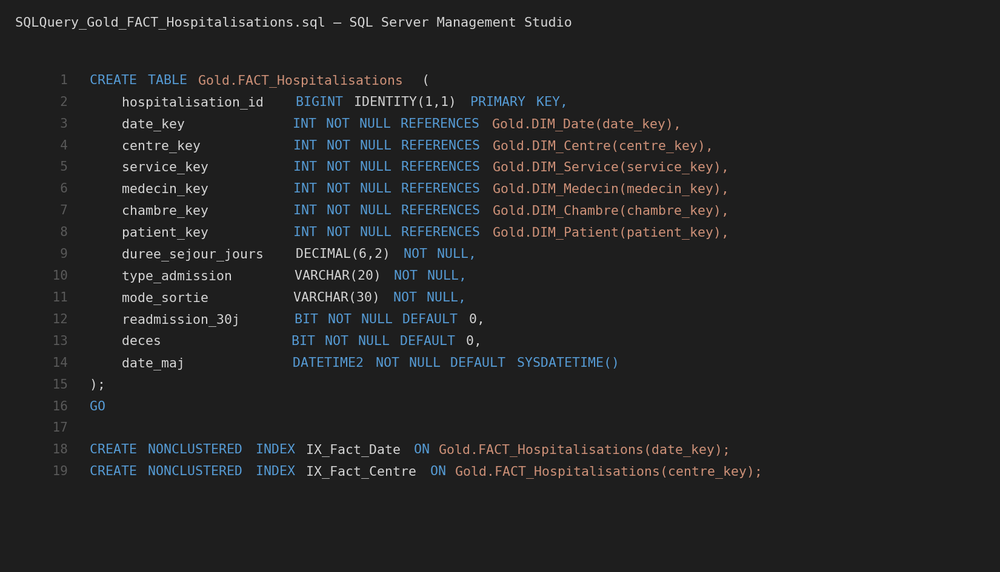 SQLQuery_Gold_FACT_Hospitalisations.sql — SQL Server Management Studio
1 CREATE TABLE Gold.FACT_Hospitalisations (
2 hospitalisation_id BIGINT IDENTITY(1,1) PRIMARY KEY,
3 date_key INT NOT NULL REFERENCES Gold.DIM_Date(date_key),
4 centre_key INT NOT NULL REFERENCES Gold.DIM_Centre(centre_key),
5 service_key INT NOT NULL REFERENCES Gold.DIM_Service(service_key),
6 medecin_key INT NOT NULL REFERENCES Gold.DIM_Medecin(medecin_key),
7 chambre_key INT NOT NULL REFERENCES Gold.DIM_Chambre(chambre_key),
8 patient_key INT NOT NULL REFERENCES Gold.DIM_Patient(patient_key),
9 duree_sejour_jours DECIMAL(6,2) NOT NULL,
10 type_admission VARCHAR(20) NOT NULL,
11 mode_sortie VARCHAR(30) NOT NULL,
12 readmission_30j BIT NOT NULL DEFAULT 0,
13 deces BIT NOT NULL DEFAULT 0,
14 date_maj DATETIME2 NOT NULL DEFAULT SYSDATETIME()
15 );
16 GO
17
18 CREATE NONCLUSTERED INDEX IX_Fact_Date ON Gold.FACT_Hospitalisations(date_key);
19 CREATE NONCLUSTERED INDEX IX_Fact_Centre ON Gold.FACT_Hospitalisations(centre_key);